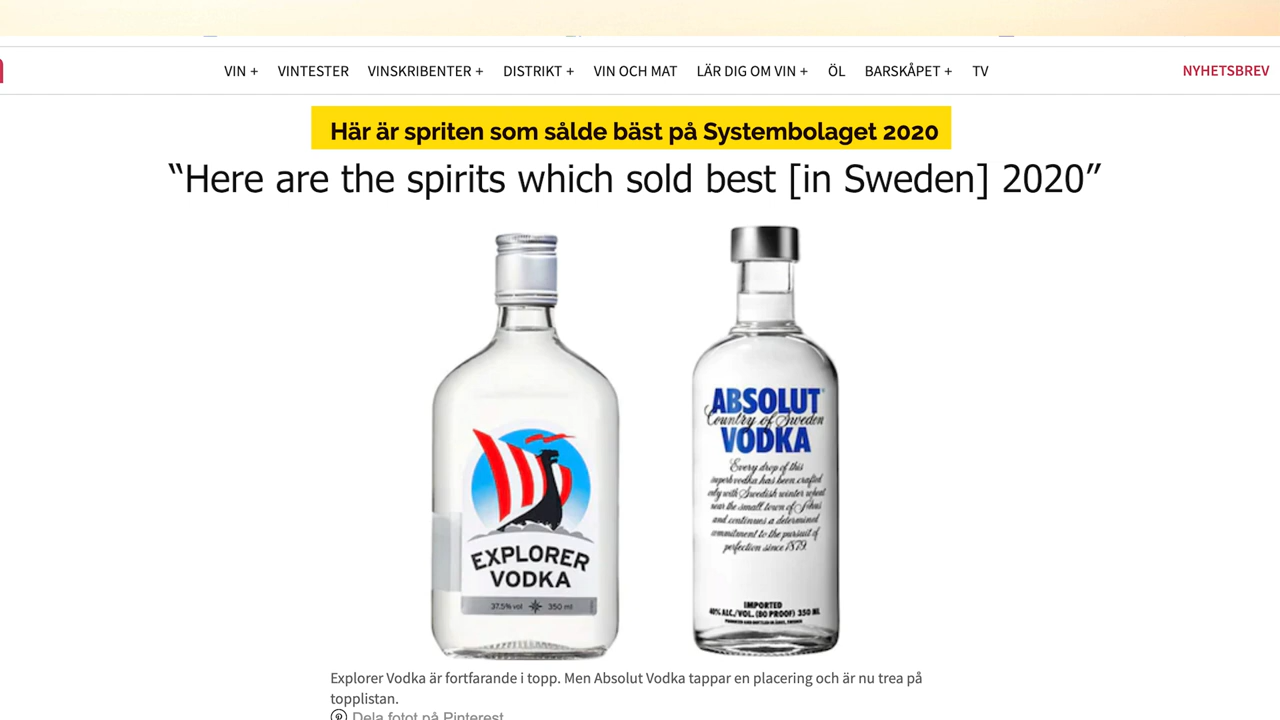 VIN + VINTESTER VINSKRIBENTER + DISTRIKT + VIN OCH MAT LÄR DIG OM VIN + ÖL BARSKÅPET + TV NYHETSBREV
Här är spriten som sålde bäst på Systembolaget 2020
“Here are the spirits which sold best [in Sweden] 2020”
EXPLORER
VODKA
37.5% vol 350 ml
ABSOLUT
Country of Sweden
VODKA
Every drop of this
superb vodka has been crafted
only with Swedish winter wheat
near the small town of Åhus
and continues a determined
commitment to the pursuit of
perfection since 1879.
IMPORTED
40% ALC./VOL. (80 PROOF) 350 ML
Explorer Vodka är fortfarande i topp. Men Absolut Vodka tappar en placering och är nu trea på
topplistan.
Dela fotot på Pinterest